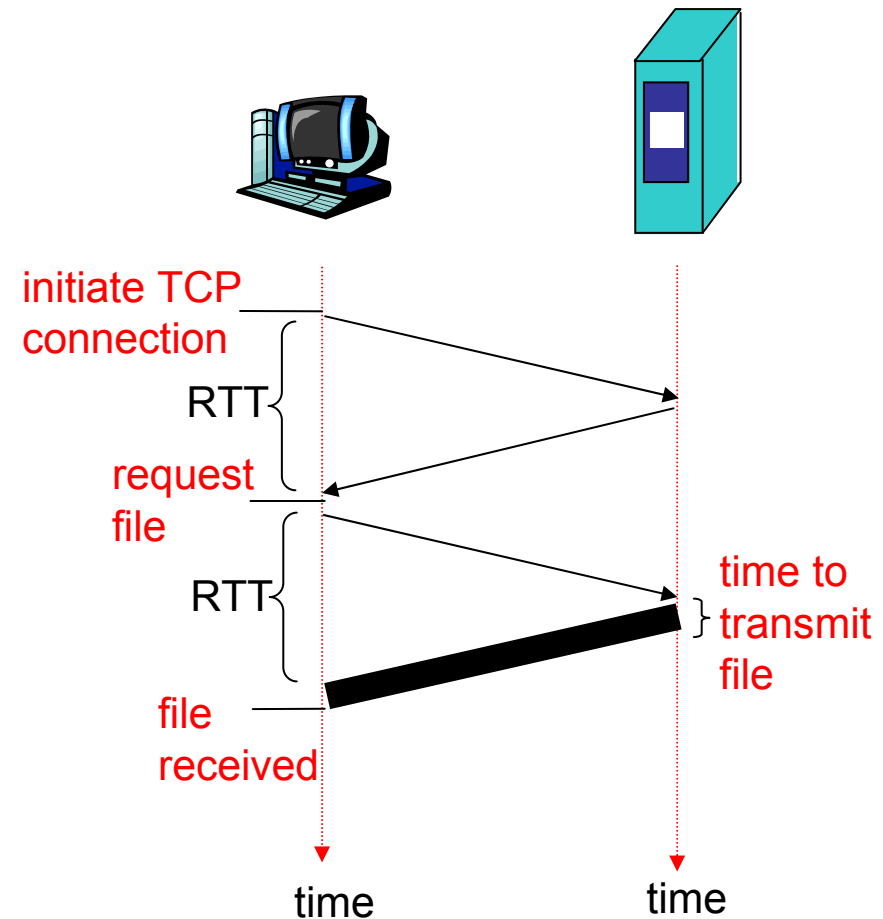 initiate TCP
connection
RTT
request
file
RTT
time to
transmit
file
file
received
time
time